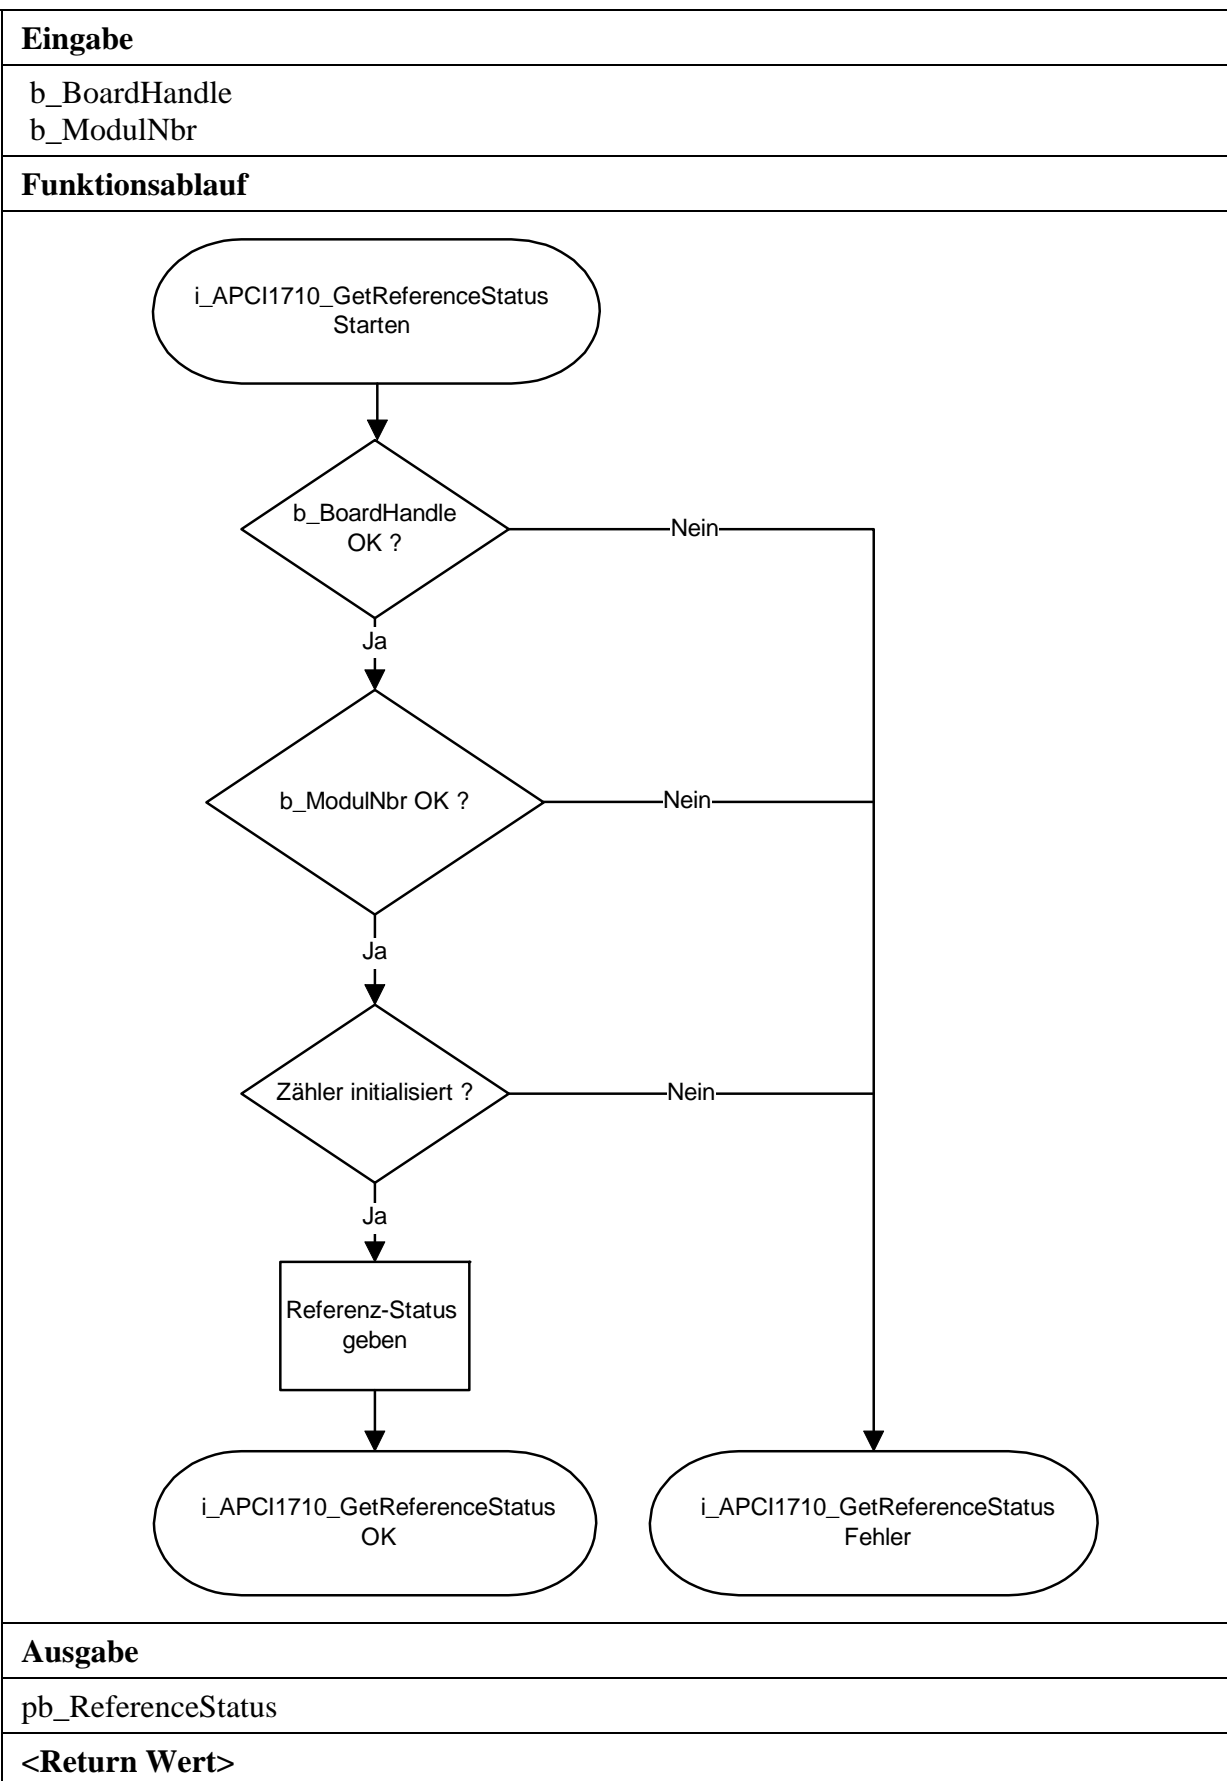 Eingabe
b_BoardHandle
b_ModulNbr
Funktionsablauf
i_APCI1710_GetReferenceStatus
Starten
b_BoardHandle
OK ?
Nein
Ja
b_ModulNbr OK ?
Nein
Ja
Zähler initialisiert ?
Nein
Ja
Referenz-Status
geben
i_APCI1710_GetReferenceStatus
OK
i_APCI1710_GetReferenceStatus
Fehler
Ausgabe
pb_ReferenceStatus
<Return Wert>